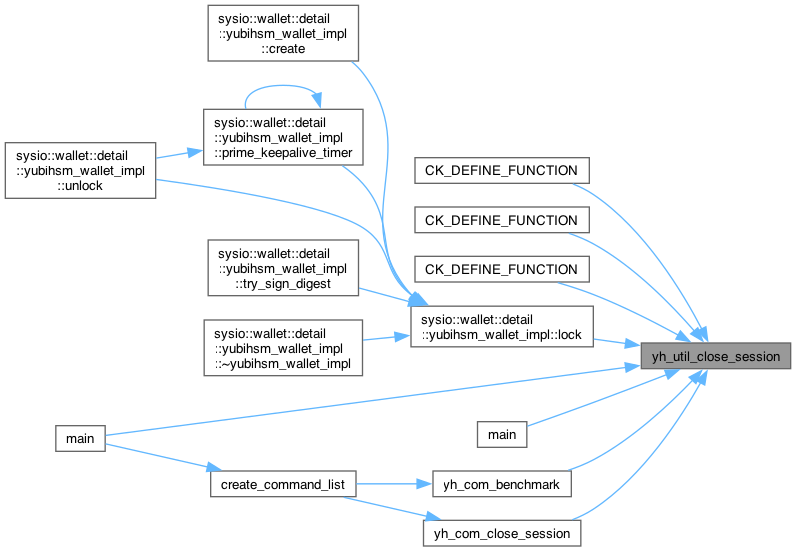 sysio::wallet::detail
::yubihsm_wallet_impl
::create
sysio::wallet::detail
::yubihsm_wallet_impl
::prime_keepalive_timer
sysio::wallet::detail
::yubihsm_wallet_impl
::unlock
CK_DEFINE_FUNCTION
CK_DEFINE_FUNCTION
sysio::wallet::detail
::yubihsm_wallet_impl
::try_sign_digest
CK_DEFINE_FUNCTION
sysio::wallet::detail
::yubihsm_wallet_impl::lock
sysio::wallet::detail
::yubihsm_wallet_impl
::~yubihsm_wallet_impl
yh_util_close_session
main
main
create_command_list
yh_com_benchmark
yh_com_close_session